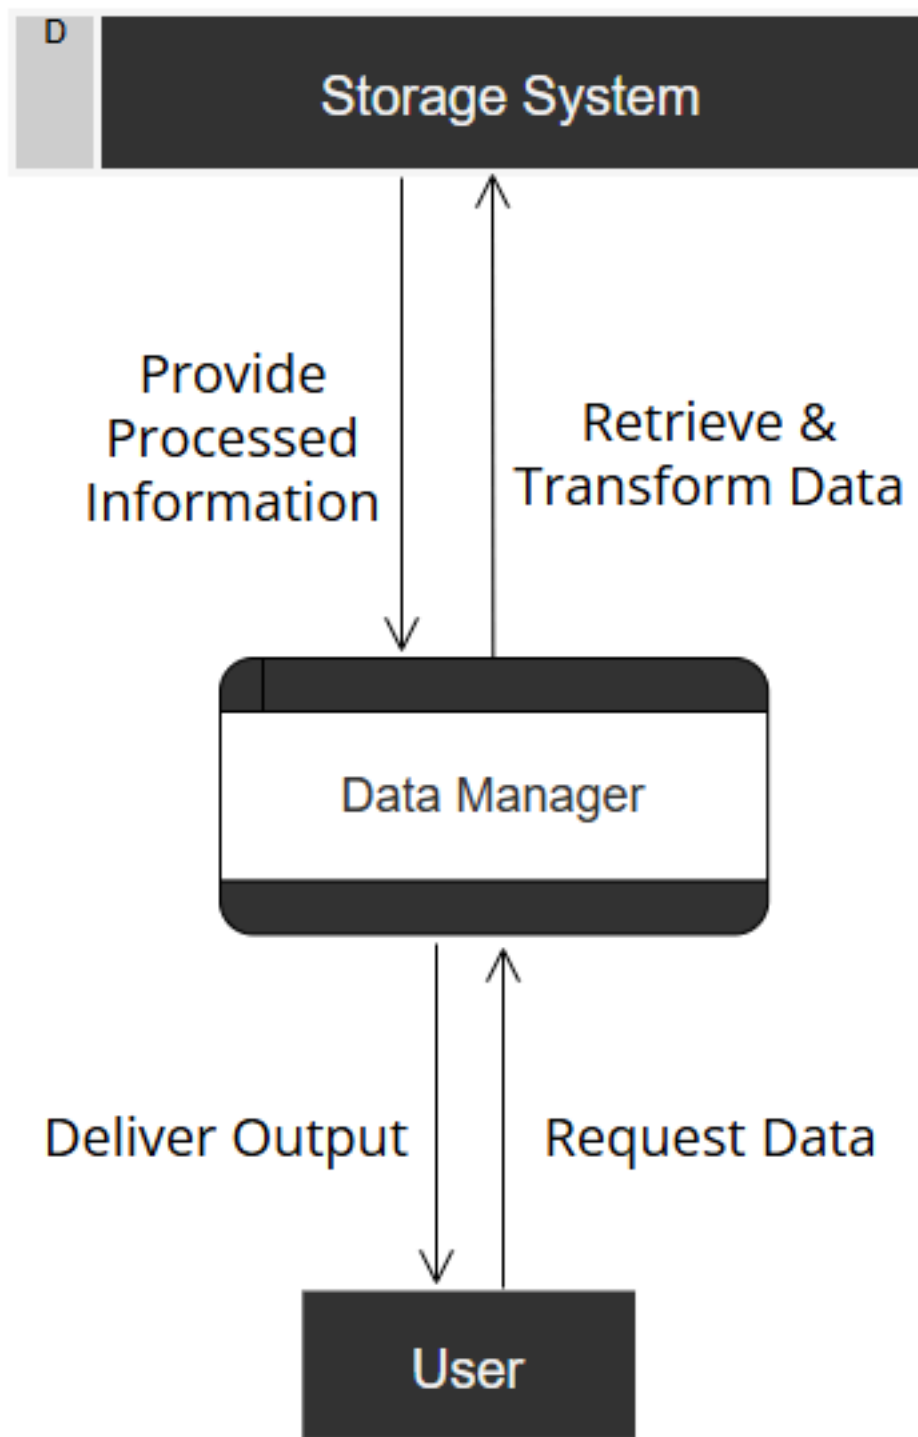 D
Storage System
Provide
Processed
Information
Retrieve &
Transform Data
Data Manager
Deliver Output
Request Data
User